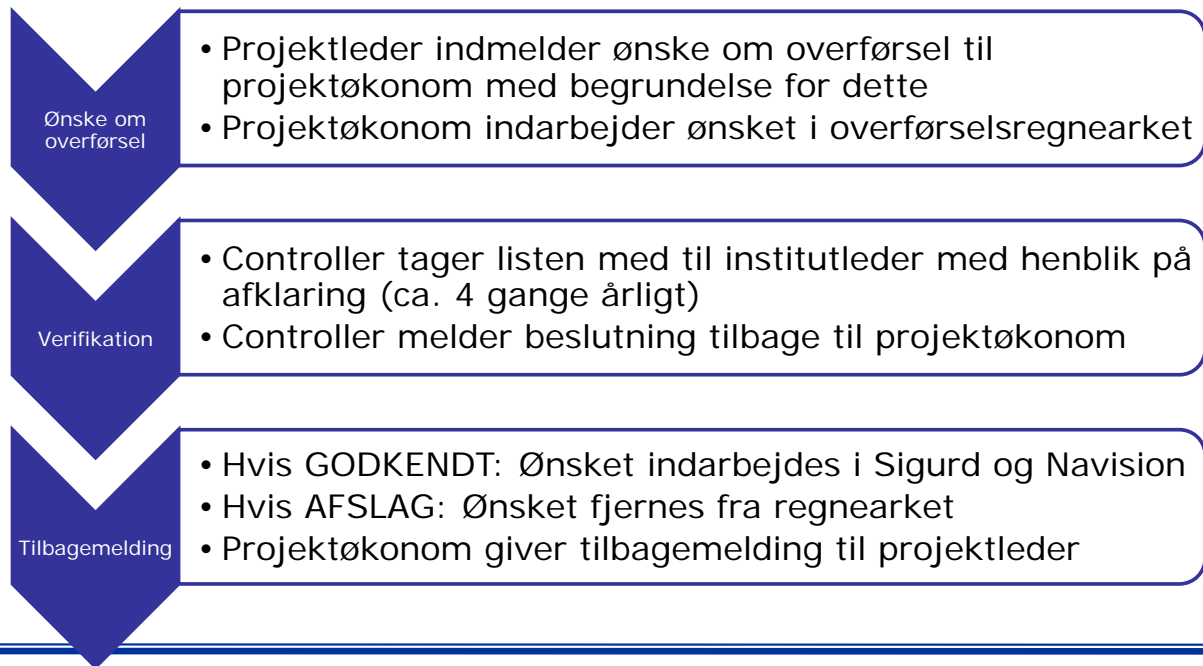 Ønske om
overførsel
• Projektleder indmelder ønske om overførsel til
projektøkonom med begrundelse for dette
• Projektøkonom indarbejder ønsket i overførselsregnearket
Verifikation
• Controller tager listen med til institutleder med henblik på
afklaring (ca. 4 gange årligt)
• Controller melder beslutning tilbage til projektøkonom
Tilbagemelding
• Hvis GODKENDT: Ønsket indarbejdes i Sigurd og Navision
• Hvis AFSLAG: Ønsket fjernes fra regnearket
• Projektøkonom giver tilbagemelding til projektleder